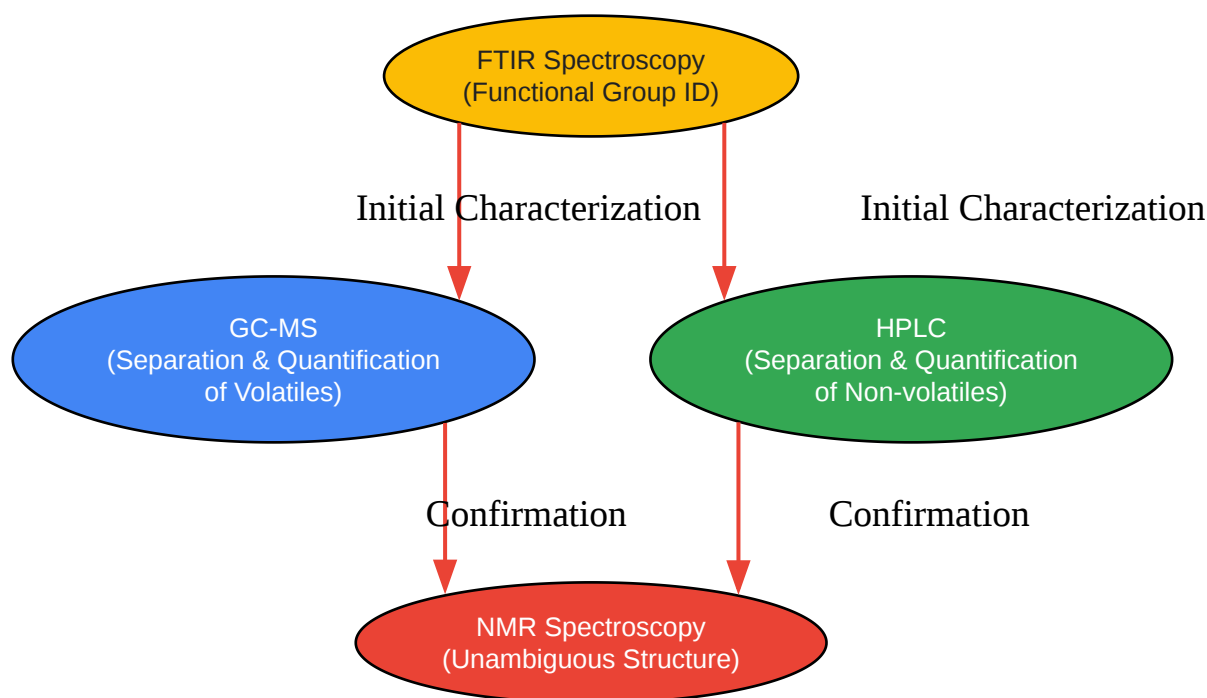 FTIR Spectroscopy
(Functional Group ID)
Initial Characterization
Initial Characterization
GC-MS
(Separation & Quantification
of Volatiles)
HPLC
(Separation & Quantification
of Non-volatiles)
Confirmation
Confirmation
NMR Spectroscopy
(Unambiguous Structure)